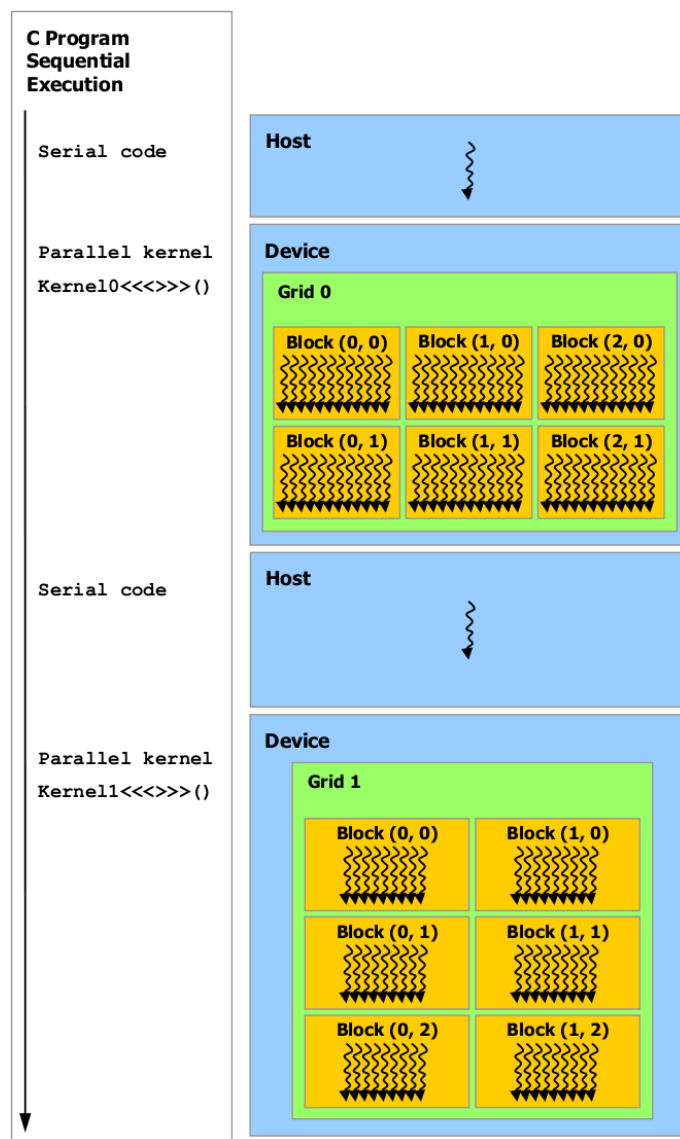 C Program
Sequential
Execution
Serial code
Host
Parallel kernel
Kernel0<<<>>>()
Device
Grid 0
Block (0, 0)
Block (1, 0)
Block (2, 0)
Block (0, 1)
Block (1, 1)
Block (2, 1)
Serial code
Host
Parallel kernel
Kernel1<<<>>>()
Device
Grid 1
Block (0, 0)
Block (1, 0)
Block (0, 1)
Block (1, 1)
Block (0, 2)
Block (1, 2)